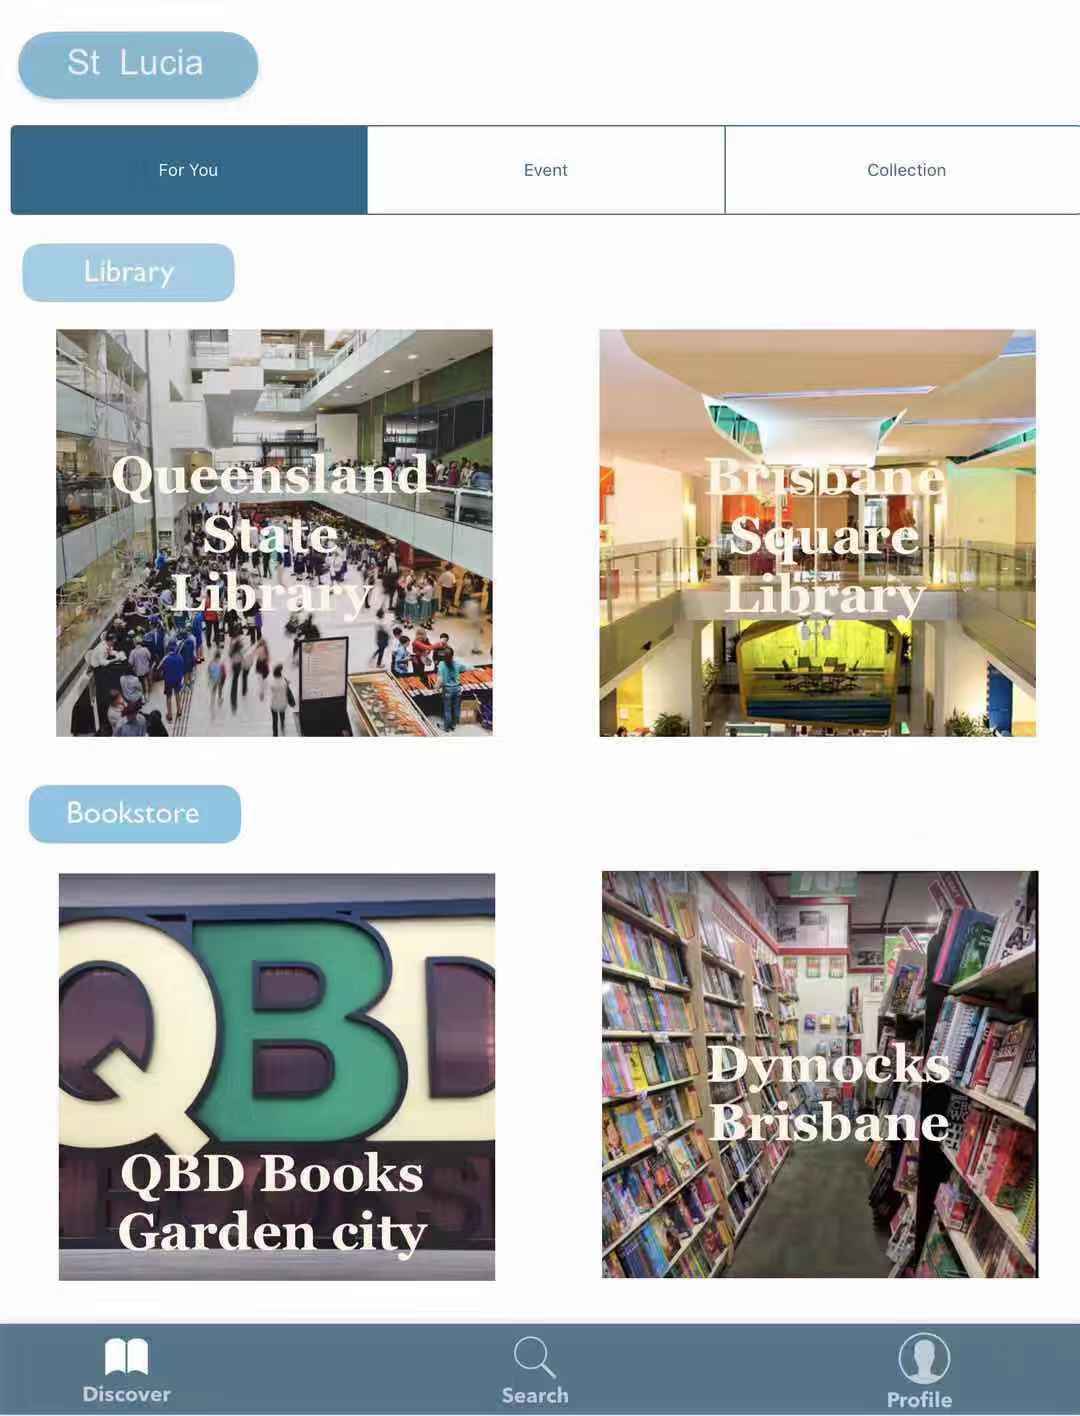 St Lucia
For You
Event
Collection
Library
Queensland
State
Library
Brisbane
Square
Library
Bookstore
QBD
QBD Books
Garden city
Dymocks
Brisbane
Discover
Search
Profile